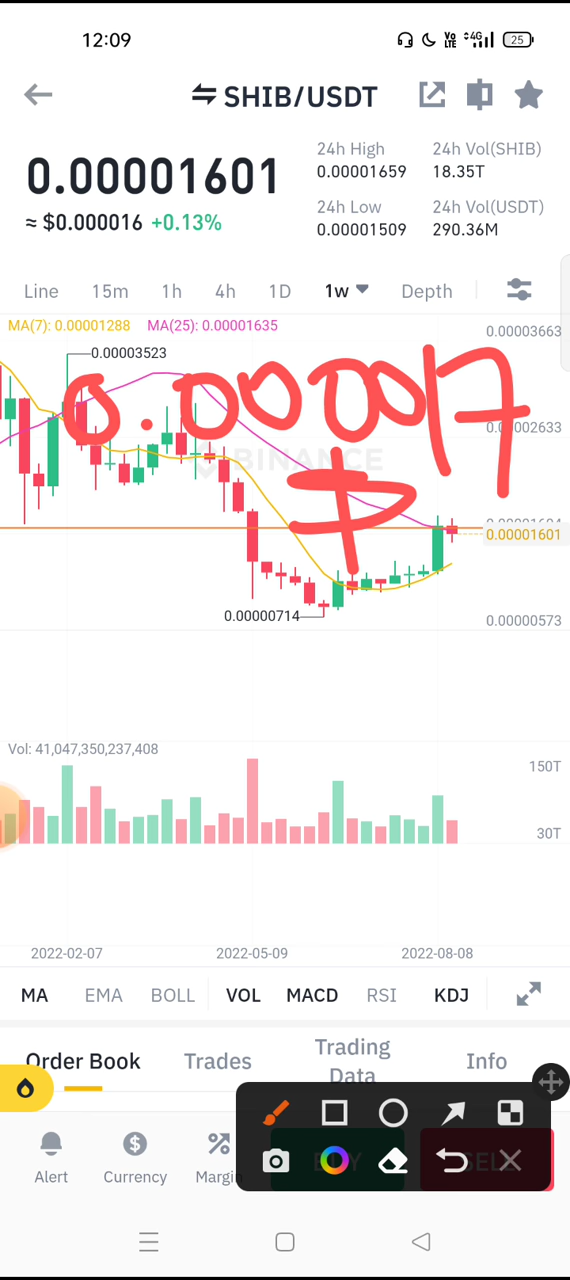 12:09
Vo LTE 4G 25
SHIB/USDT
0.00001601
≈ $0.000016 +0.13%
24h High
0.00001659
24h Vol(SHIB)
18.35T
24h Low
0.00001509
24h Vol(USDT)
290.36M
Line 15m 1h 4h 1D 1w Depth
MA(7): 0.00001288 MA(25): 0.00001635
0.00003663
0.00003523
0.000017
$
0.00002633
BINANCE
0.00001601
0.00000714
0.00000573
Vol: 41,047,350,237,408
150T
30T
2022-02-07 2022-05-09 2022-08-08
MA EMA BOLL VOL MACD RSI KDJ
Order Book Trades Trading Data Info
Alert Currency Margin